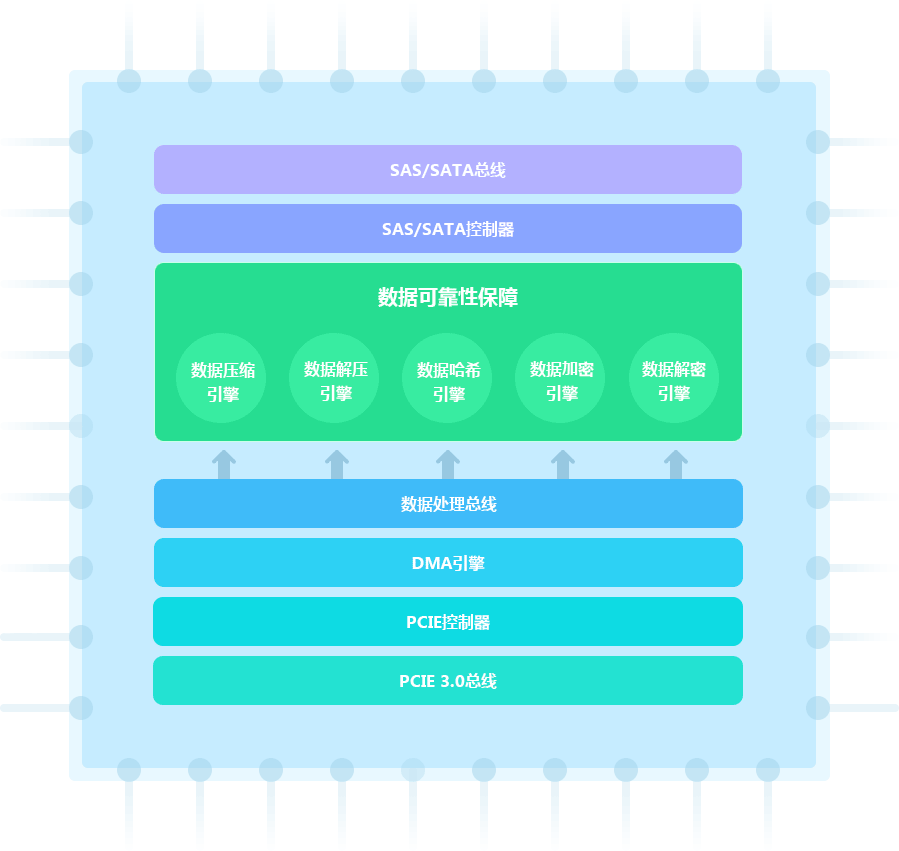 SAS/SATA总线
SAS/SATA控制器
数据可靠性保障
数据压缩
引擎
数据解压
引擎
数据哈希
引擎
数据加密
引擎
数据解密
引擎
数据处理总线
DMA引擎
PCIE控制器
PCIE 3.0总线